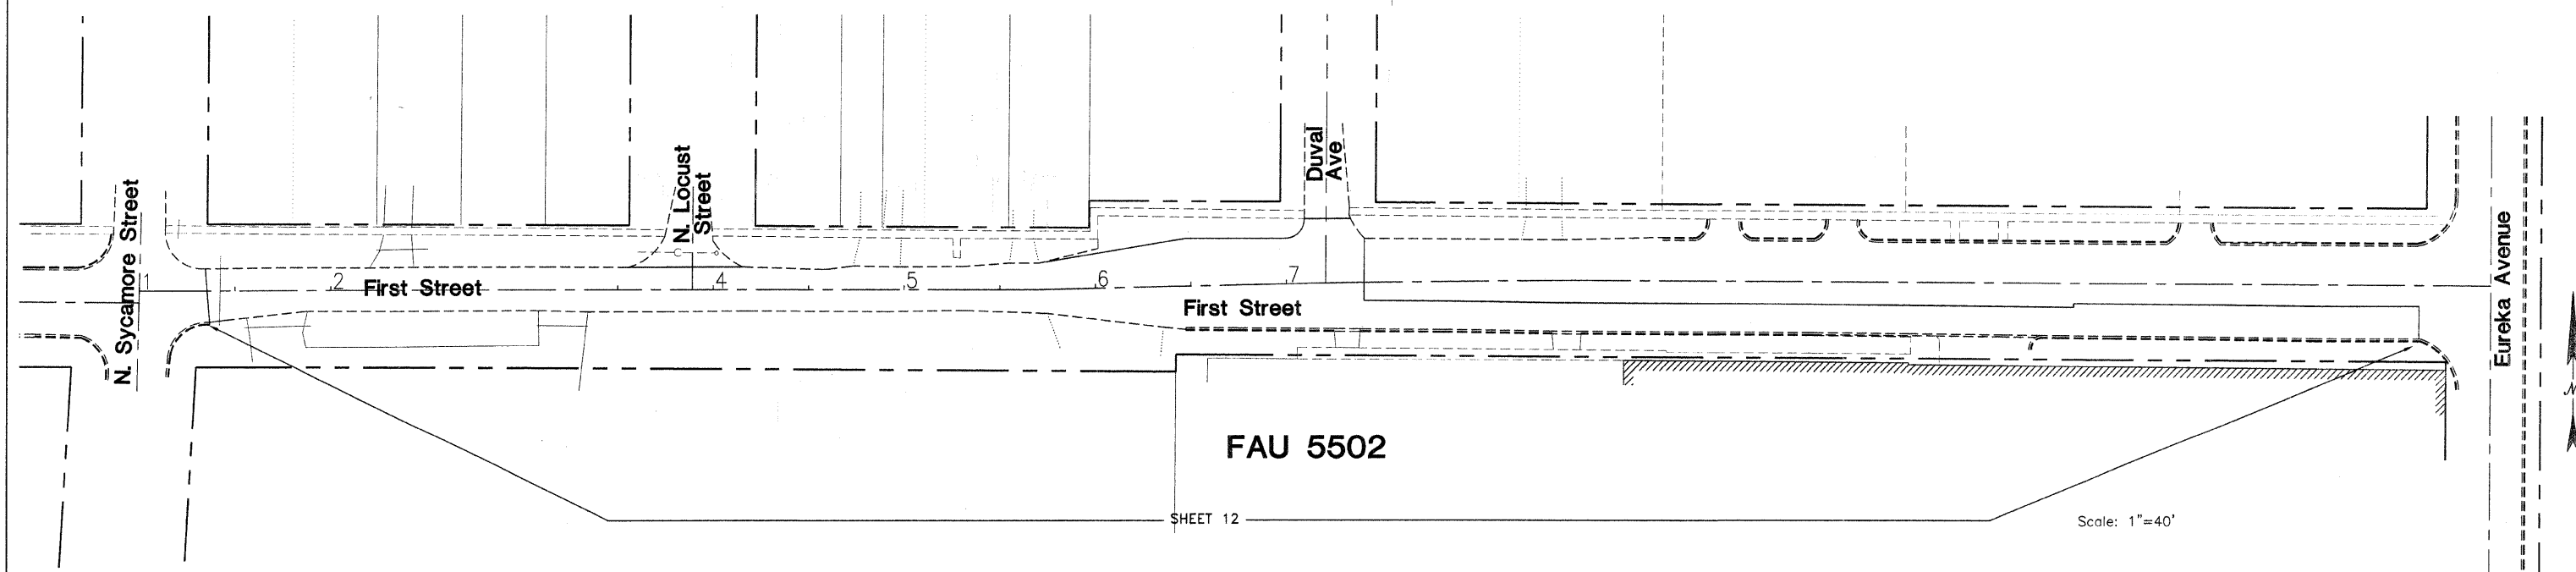 N. Sycamore Street
N. Locust
Street
Duval
Ave
Eureka Avenue
1
2
First Street
4
5
6
7
First Street
N
FAU 5502
SHEET 12
Scale: 1"=40'